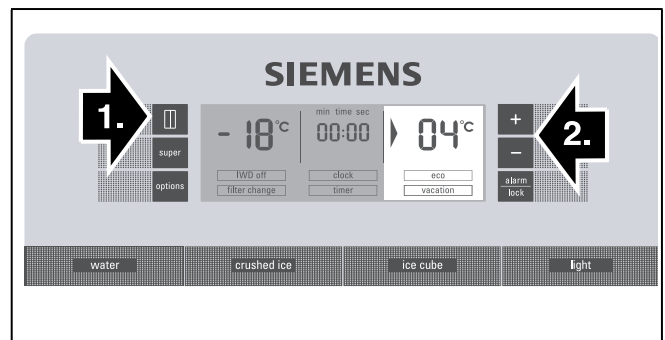 SIEMENS
1.
super
options
min time sec
- 18°C
00:00
04°C
IWD off
clock
eco
filter change
timer
vacation
+
-
2.
alarm
lock
water
crushed ice
ice cube
light